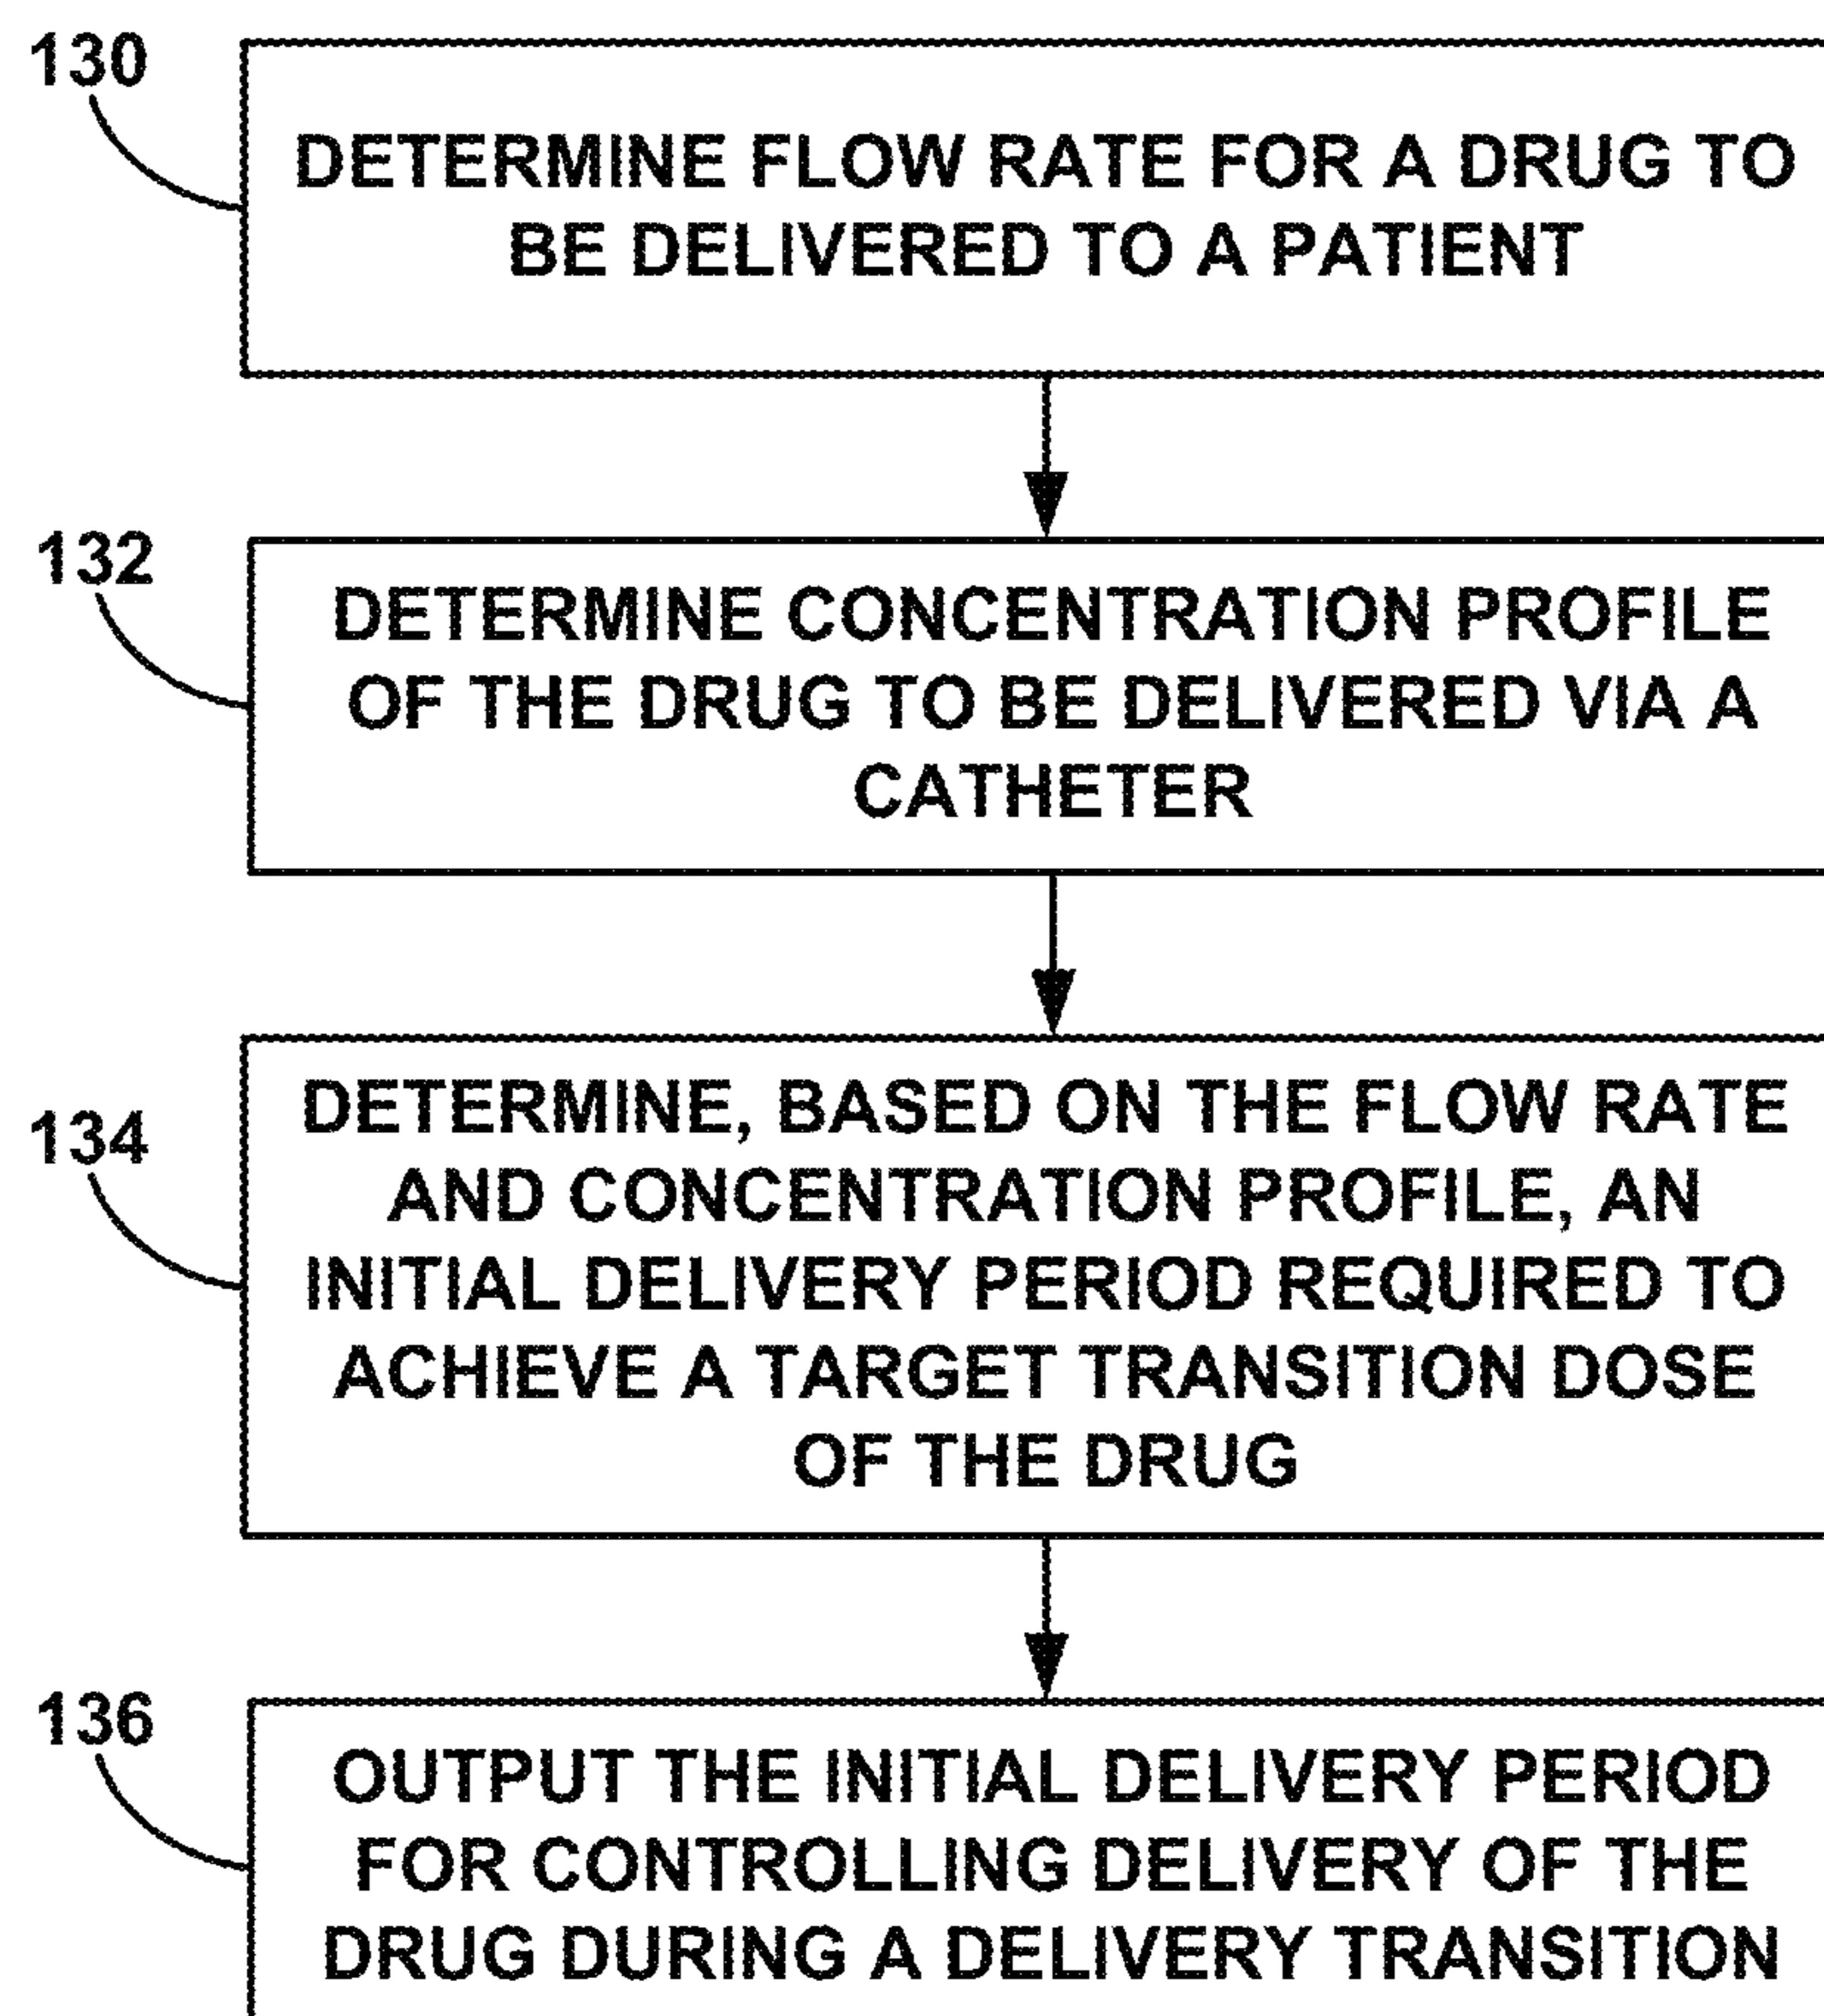 130
DETERMINE FLOW RATE FOR A DRUG TO
BE DELIVERED TO A PATIENT
132
DETERMINE CONCENTRATION PROFILE
OF THE DRUG TO BE DELIVERED VIA A
CATHETER
134
DETERMINE, BASED ON THE FLOW RATE
AND CONCENTRATION PROFILE, AN
INITIAL DELIVERY PERIOD REQUIRED TO
ACHIEVE A TARGET TRANSITION DOSE
OF THE DRUG
136
OUTPUT THE INITIAL DELIVERY PERIOD
FOR CONTROLLING DELIVERY OF THE
DRUG DURING A DELIVERY TRANSITION